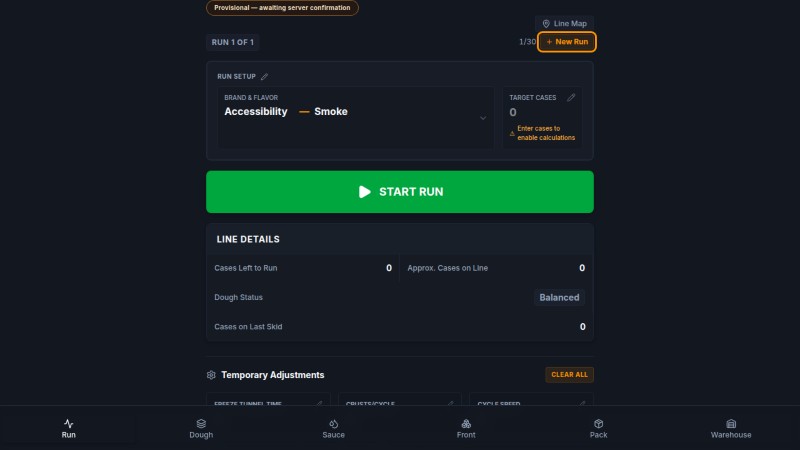 Provisional — awaiting server confirmation
Line Map
RUN 1 OF 1
1/30
+ New Run
RUN SETUP
BRAND & FLAVOR
Accessibility — Smoke
TARGET CASES
0
Enter cases to
enable calculations
START RUN
LINE DETAILS
Cases Left to Run 0
Approx. Cases on Line 0
Dough Status Balanced
Cases on Last Skid 0
Temporary Adjustments
CLEAR ALL
FREEZE TUNNEL TIME
CRUSTS/CYCLE
CYCLE SPEED
Run
Dough
Sauce
Front
Pack
Warehouse